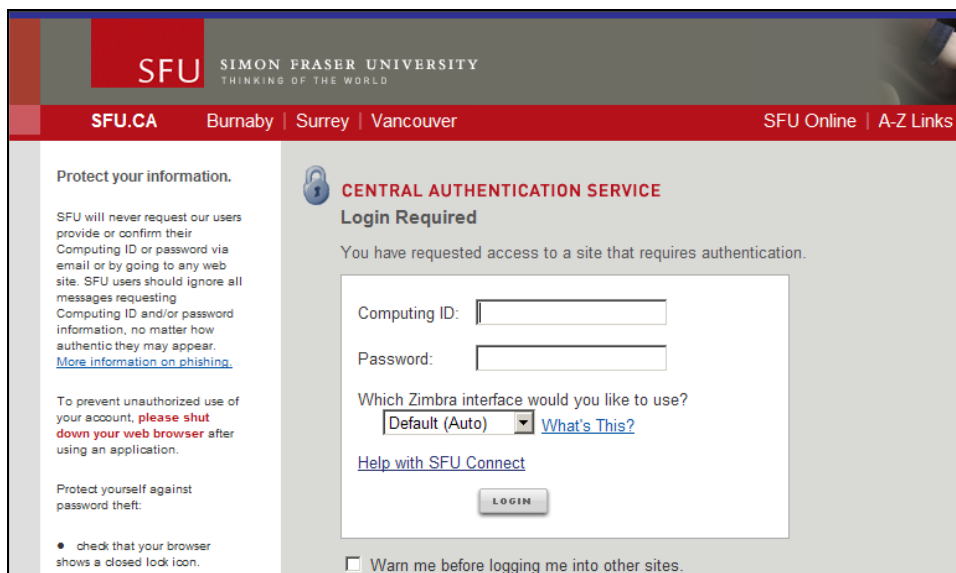 SFU SIMON FRASER UNIVERSITY
THINKING OF THE WORLD
SFU.CA Burnaby | Surrey | Vancouver SFU Online | A-Z Links
Protect your information.
SFU will never request our users
provide or confirm their
Computing ID or password via
email or by going to any web
site. SFU users should ignore all
messages requesting
Computing ID and/or password
information, no matter how
authentic they may appear.
More information on phishing.
To prevent unauthorized use of
your account, please shut
down your web browser after
using an application.
Protect yourself against
password theft:
• check that your browser
shows a closed lock icon.
CENTRAL AUTHENTICATION SERVICE
Login Required
You have requested access to a site that requires authentication.
Computing ID:
Password:
Which Zimbra interface would you like to use?
Default (Auto) What's This?
Help with SFU Connect
LOGIN
Warn me before logging me into other sites.